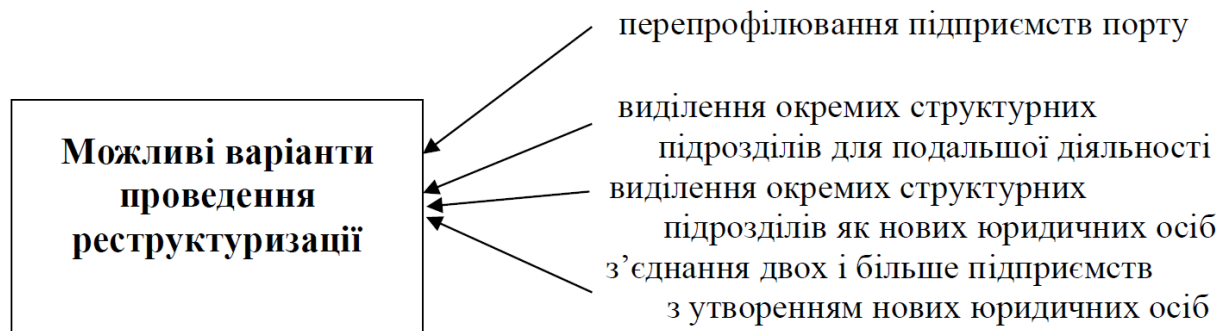 Можливі варіанти
проведення
реструктуризації
перепрофілювання підприємств порту
виділення окремих структурних
підрозділів для подальшої діяльності
виділення окремих структурних
підрозділів як нових юридичних осіб
з’єднання двох і більше підприємств
з утворенням нових юридичних осіб